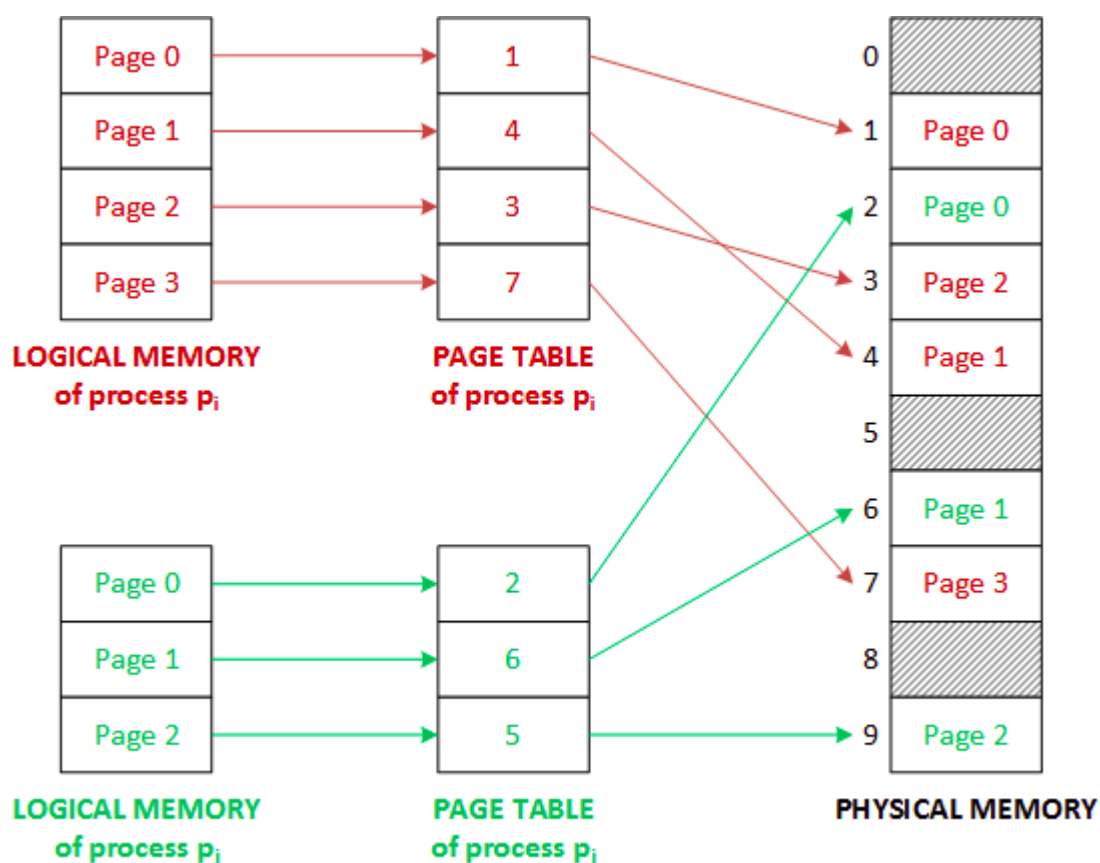 Page 0
Page 1
Page 2
Page 3
LOGICAL MEMORY
of process pi
1
4
3
7
PAGE TABLE
of process pi
Page 0
Page 1
Page 2
LOGICAL MEMORY
of process pi
2
6
5
PAGE TABLE
of process pi
0
1 Page 0
2 Page 0
3 Page 2
4 Page 1
5
6 Page 1
7 Page 3
8
9 Page 2
PHYSICAL MEMORY